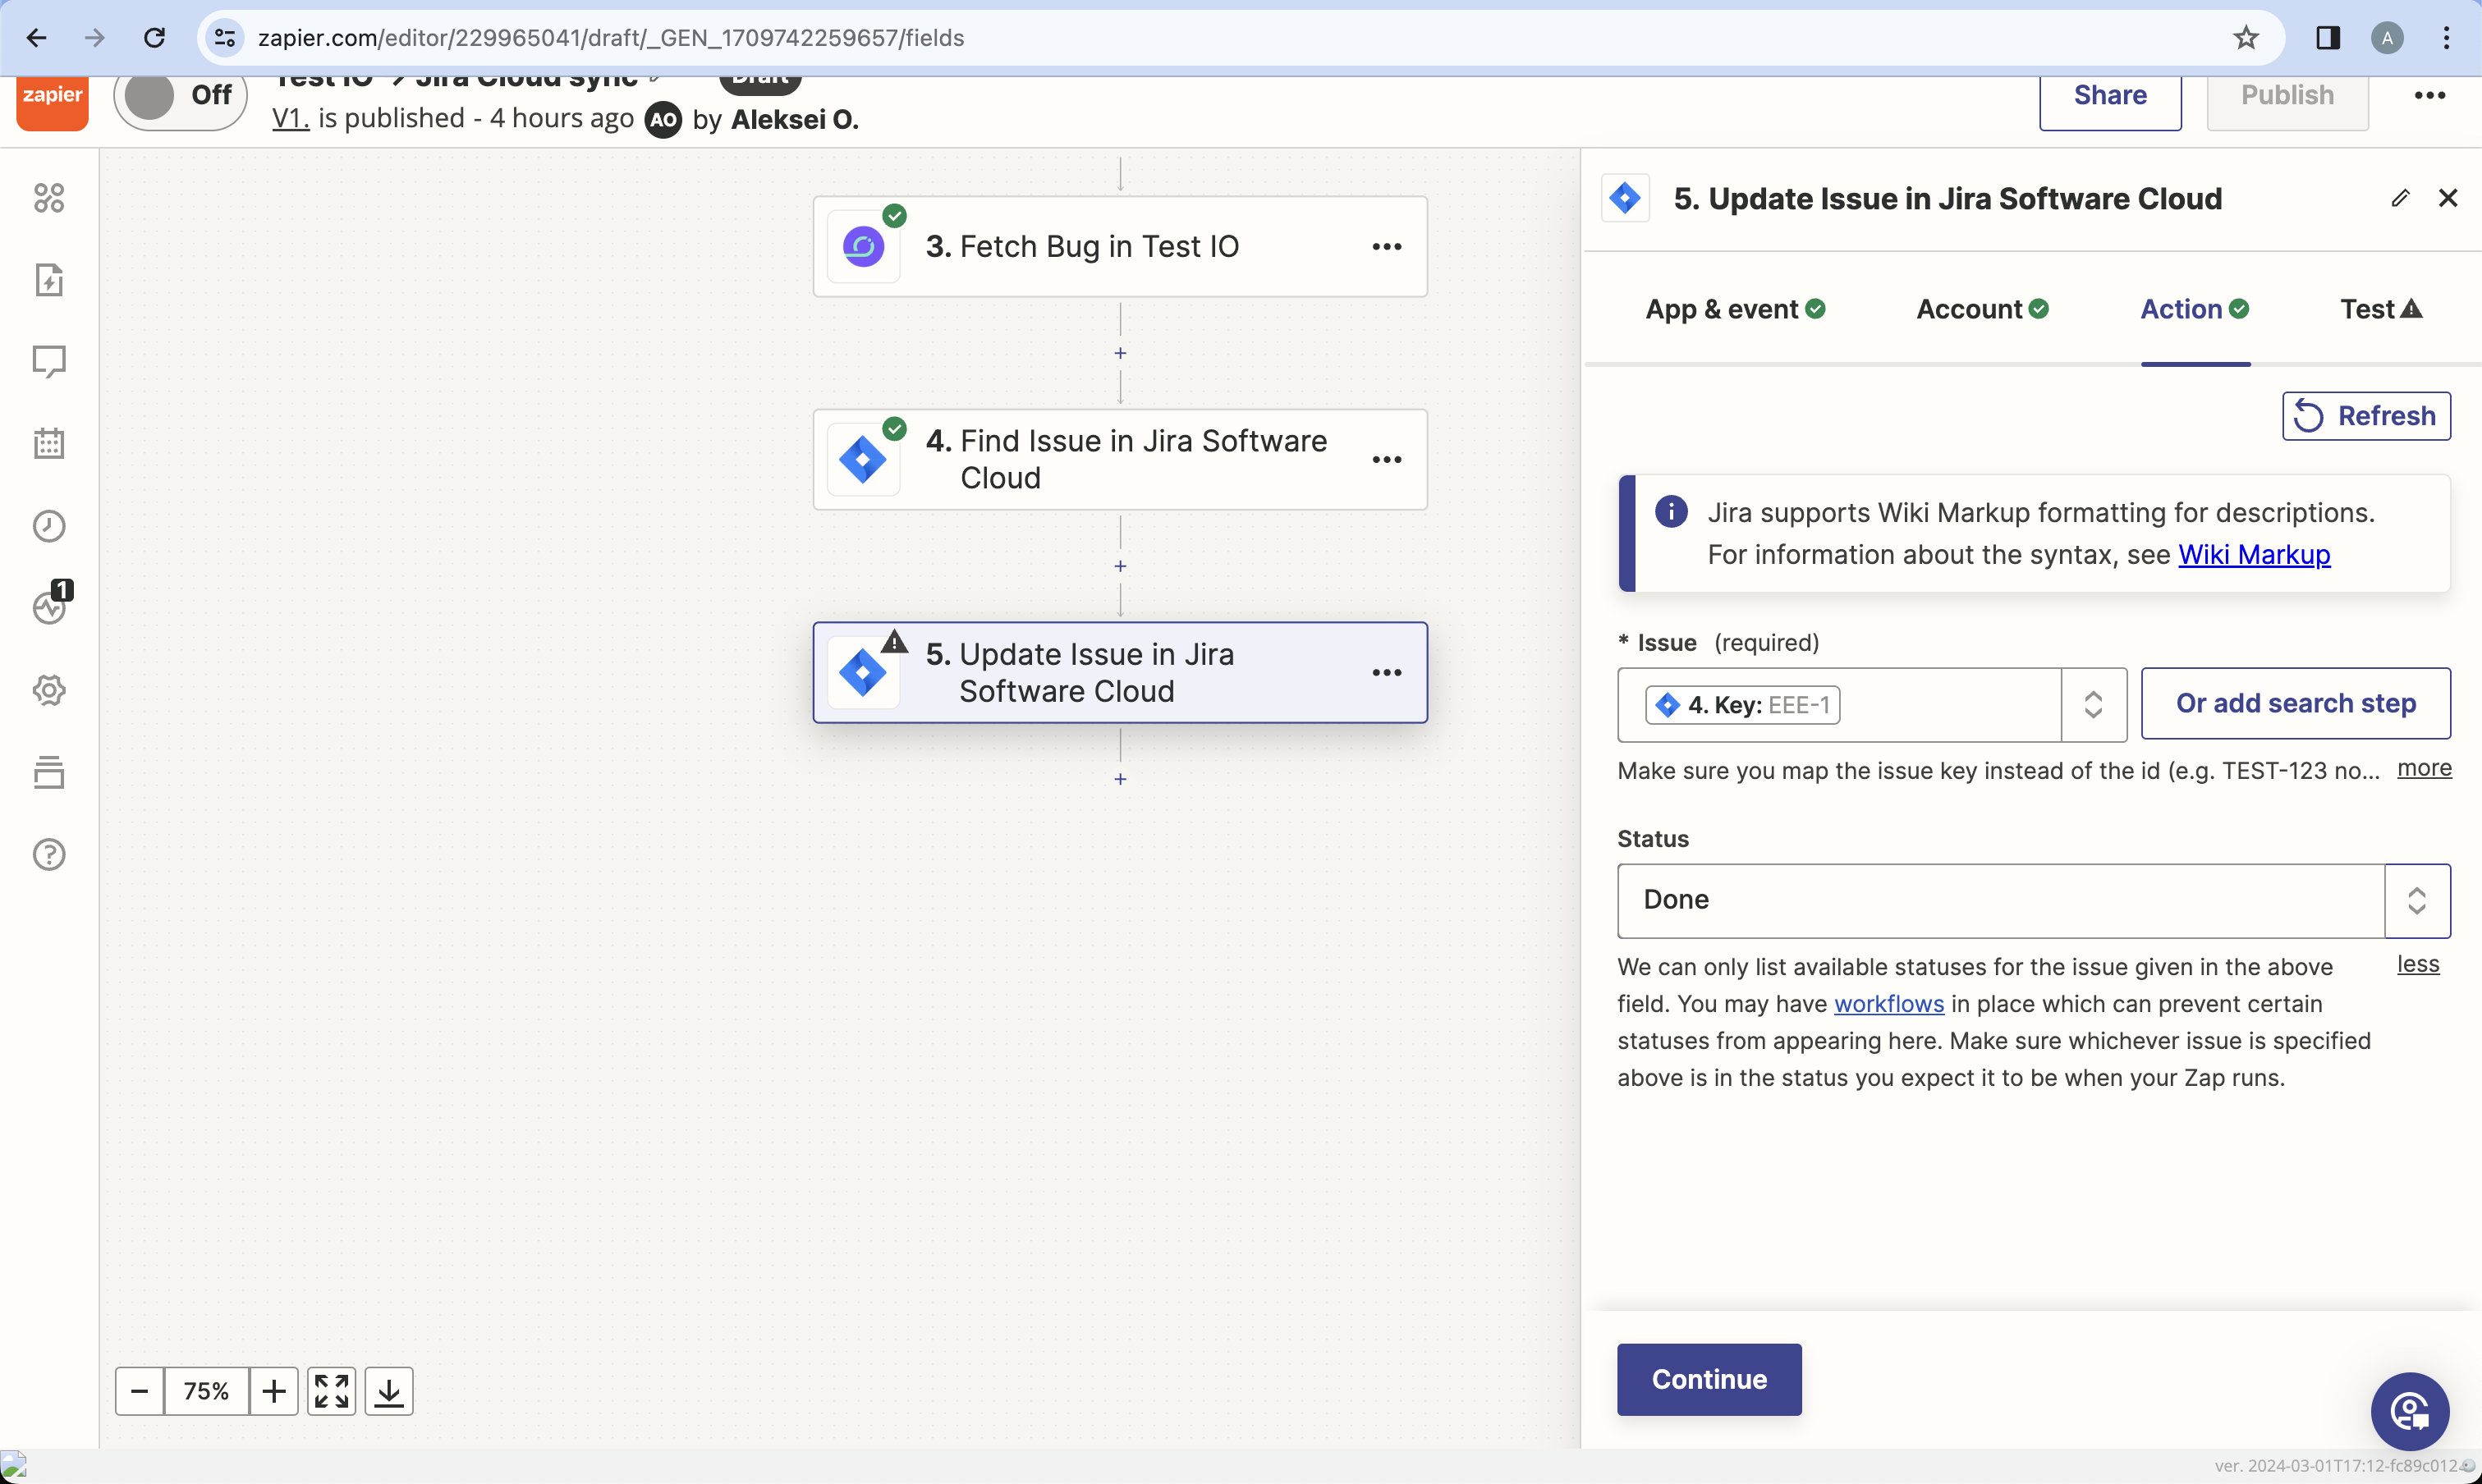 zapier.com/editor/229965041/draft/_GEN_1709742259657/fields
A
zapier
Off
Test IO → Jira Cloud sync
Draft
V1. is published - 4 hours ago AO by Aleksei O.
Share
Publish
3. Fetch Bug in Test IO
4. Find Issue in Jira Software
Cloud
5. Update Issue in Jira
Software Cloud
1
75%
5. Update Issue in Jira Software Cloud
App & event
Account
Action
Test
Refresh
Jira supports Wiki Markup formatting for descriptions.
For information about the syntax, see Wiki Markup
* Issue (required)
4. Key: EEE-1
Or add search step
Make sure you map the issue key instead of the id (e.g. TEST-123 no... more
Status
Done
We can only list available statuses for the issue given in the above less
field. You may have workflows in place which can prevent certain
statuses from appearing here. Make sure whichever issue is specified
above is in the status you expect it to be when your Zap runs.
Continue
ver. 2024-03-01T17:12-fc89c012